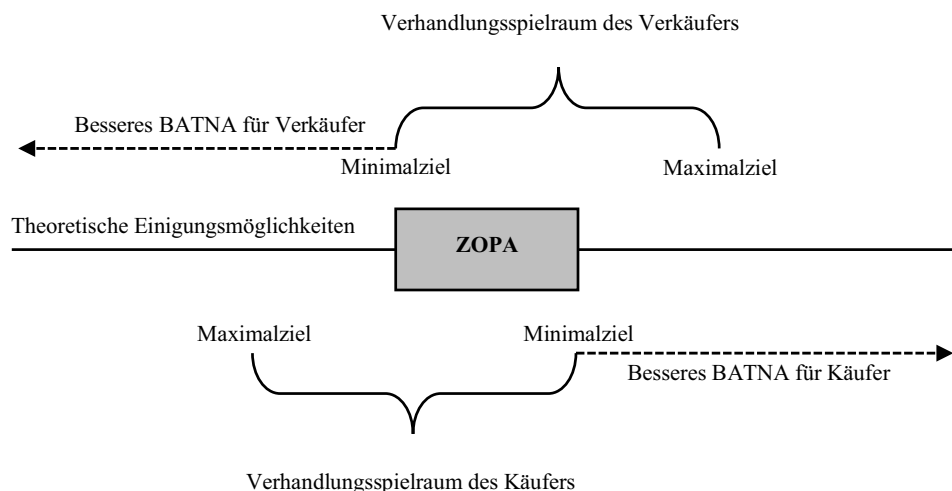 Verhandlungsspielraum des Verkäufers
Besseres BATNA für Verkäufer
Minimalziel
Maximalziel
Theoretische Einigungsmöglichkeiten
ZOPA
Maximalziel
Minimalziel
Besseres BATNA für Käufer
Verhandlungsspielraum des Käufers